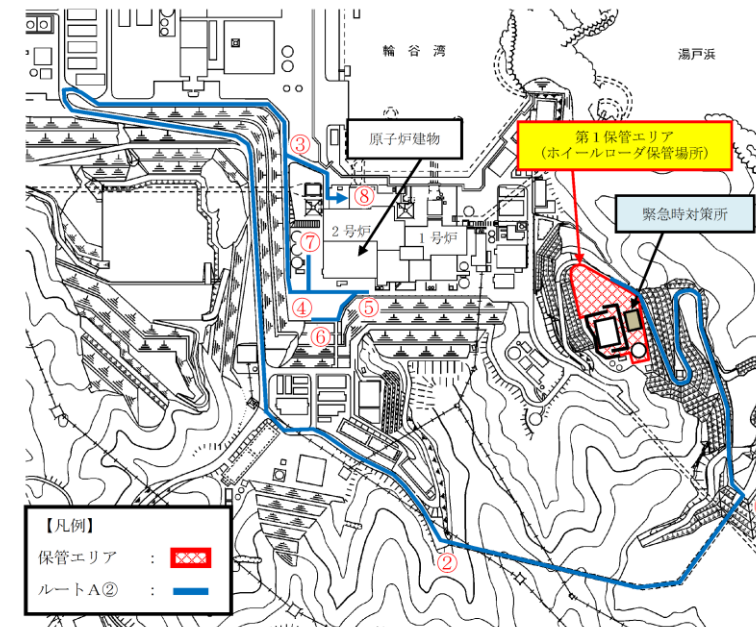 輪谷湾
湯戸浜
原子炉建物
第1保管エリア
(ホイールローダ保管場所)
緊急時対策所
③
⑧
2号炉
1号炉
⑦
④
⑤
⑥
②
【凡例】
保管エリア :
ルートA② :